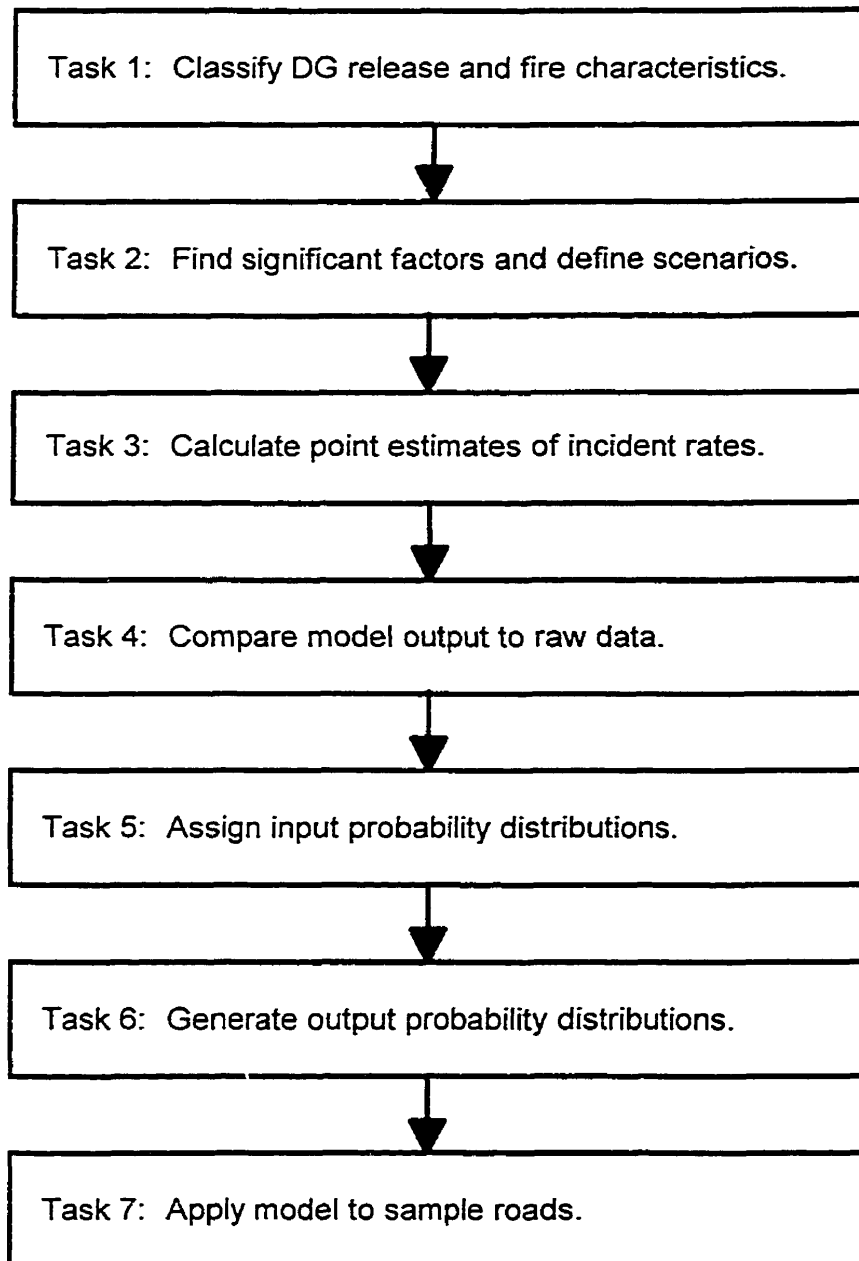 Task 1: Classify DG release and fire characteristics.
Task 2: Find significant factors and define scenarios.
Task 3: Calculate point estimates of incident rates.
Task 4: Compare model output to raw data.
Task 5: Assign input probability distributions.
Task 6: Generate output probability distributions.
Task 7: Apply model to sample roads.